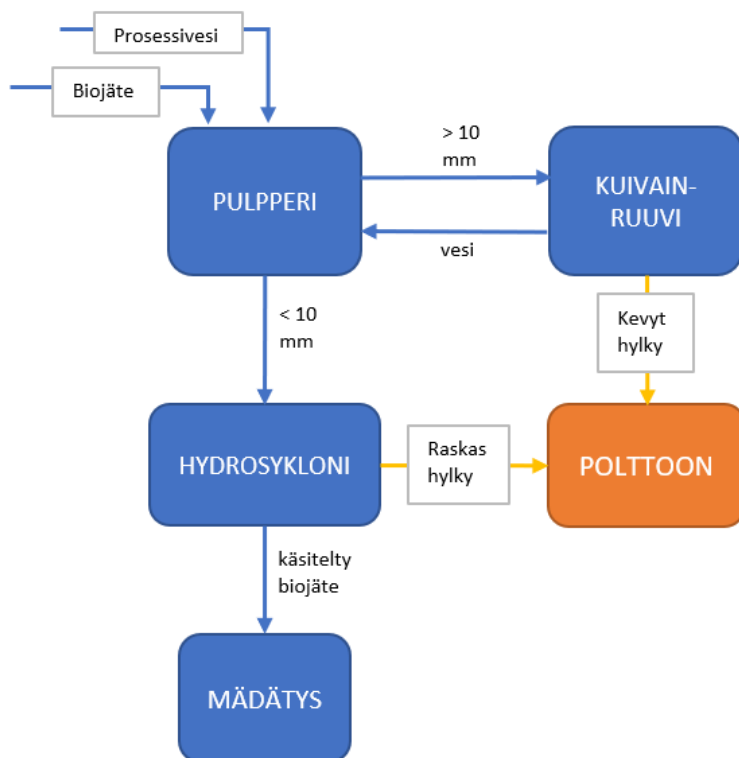 Prosessivesi
Biojäte
> 10
mm
PULPPERI
KUIVAIN-
RUUVI
vesi
< 10
mm
Kevyt
hylky
HYDROSYKLONI
Raskas
hylky
POLTTOON
käsitelty
biojäte
MÄDÄTYS